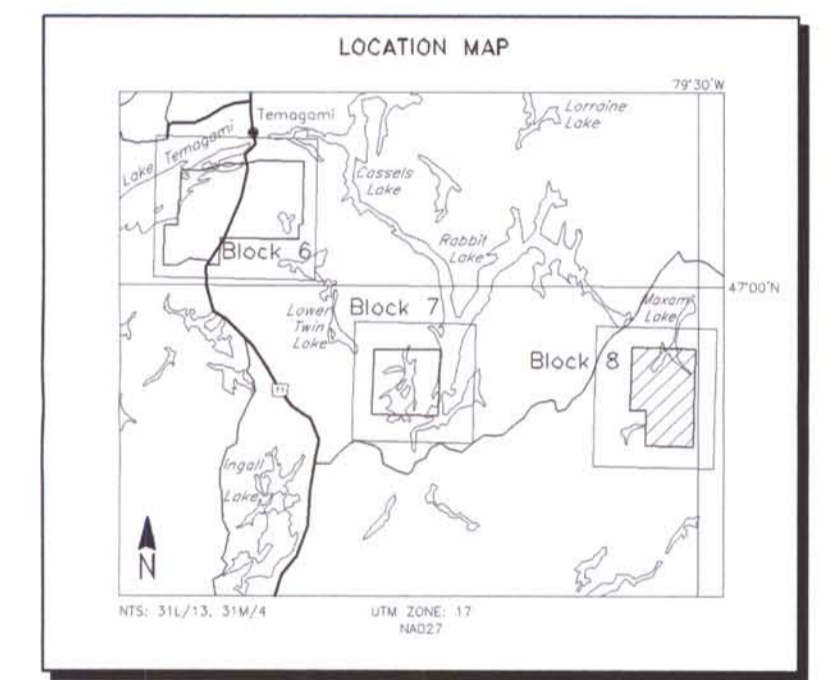 LOCATION MAP
79°30'W
Temagami
Lorraine
Lake
Lake Temagami
Cassels
Lake
Rabbit
Lake
Block 6
47°00'N
Maxam
Lake
Lower
Twin
Lake
Block 7
Block 8
11
Ingall
Lake
N
NTS: 31L/13, 31M/4
UTM ZONE: 17
NAD27